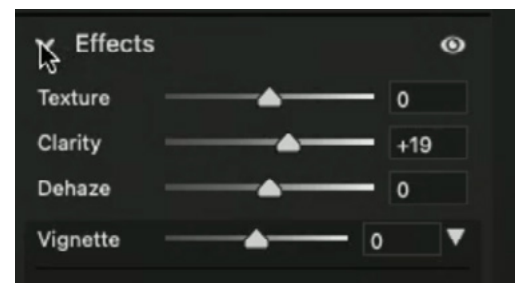 Effects
Texture 0
Clarity +19
Dehaze 0
Vignette 0